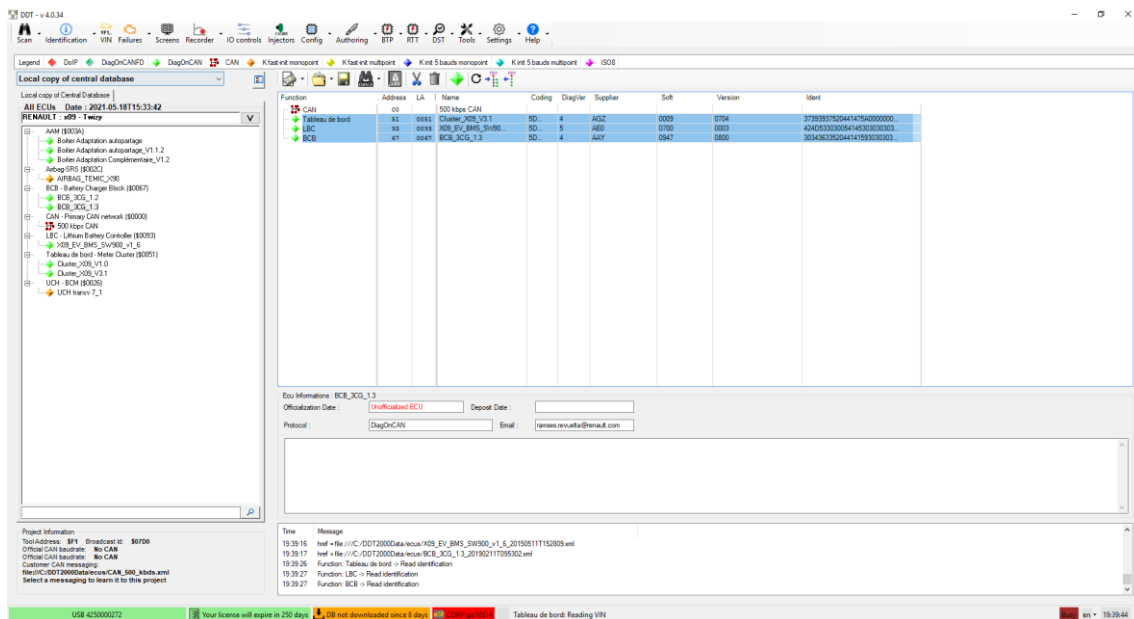 DDT - v 4.0.34
Scan Identification VIN Failures Screens Recorder IO controls Injectors Config Authoring BTP RTT DST Tools Settings Help
Legend DoIP DiagOnCANFD DiagOnCAN CAN K fast-int monopoint K fast-int multipoint K int 5 bauds monopoint K int 5 bauds multipoint ISO8
Local copy of central database
Local copy of Central Database
All ECUs Date : 2021-05-18T15:33:42
RENAULT : x09 - Twizy V
AAM ($003A)
Boitier Adaptation autopartage
Boitier Adaptation autopartage_V1.1.2
Boitier Adaptation Complémentaire_V1.2
Airbag-SRS ($002C)
AIRBAG_TEMIC_X90
BCB - Battery Charger Block ($0067)
BCB_3CG_1.2
BCB_3CG_1.3
CAN - Primary CAN network ($0000)
500 kbps CAN
LBC - Lithium Battery Controller ($0093)
X09_EV_BMS_SW900_v1_6
Tableau de bord - Meter Cluster ($0051)
Cluster_X09_V1.0
Cluster_X09_V3.1
UCH - BCM ($0026)
UCH transv 7_1
Function Address LA Name Coding DiagVer Supplier Soft Version Ident
CAN 00 500 kbps CAN
Tableau de bord 51 0051 Cluster_X09_V3.1 5D... 4 AGZ 0009 0704 37393937520441475A0000000...
LBC 93 0093 X09_EV_BMS_SW90... 5D... 5 AE0 0700 0003 424D533030054145303030303...
BCB 67 0067 BCB_3CG_1.3 5D... 4 AAY 0947 0800 3034363352044141593030303...
Ecu Informations : BCB_3CG_1.3
Officialization Date : Unofficialized ECU Deposit Date :
Protocol : DiagOnCAN Email : ramses.revuelta@renault.com
Project Information
Tool Address: $F1 Broadcast Id: $07D0
Official CAN baudrate: No CAN
Official CAN baudrate: No CAN
Customer CAN messaging:
file:///C:/DDT2000Data/ecus/CAN_500_kbds.xml
Select a messaging to learn it to this project
Time Message
19:39:16 href = file:///C:/DDT2000Data/ecus/X09_EV_BMS_SW900_v1_6_20150511T152809.xml
19:39:17 href = file:///C:/DDT2000Data/ecus/BCB_3CG_1.3_20190211T095302.xml
19:39:26 Function: Tableau de bord -> Read identification
19:39:27 Function: LBC -> Read identification
19:39:27 Function: BCB -> Read identification
USB 4250000272 Your license will expire in 250 days DB not downloaded since 8 days Tableau de bord: Reading VIN Busy en 19:39:44